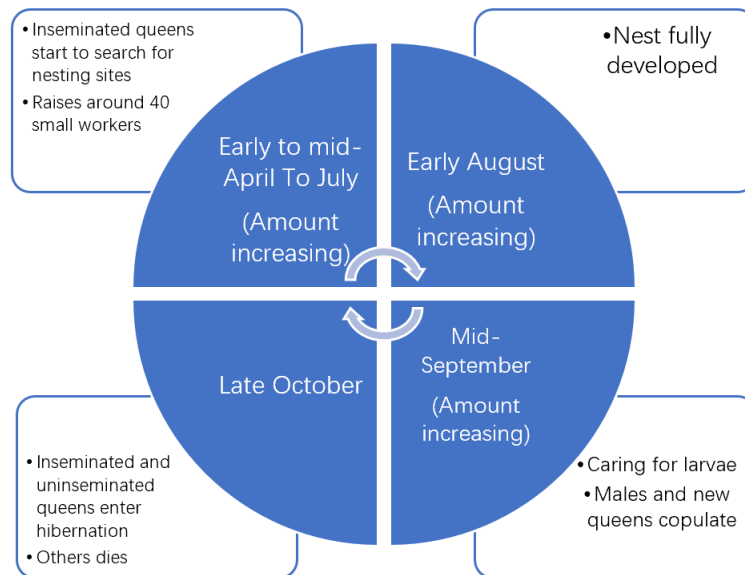 •Inseminated queens
start to search for
nesting sites
•Raises around 40
small workers
•Nest fully
developed
Early to mid-
April To July
(Amount
increasing)
Early August
(Amount
increasing)
Late October
Mid-
September
(Amount
increasing)
•Inseminated and
uninseminated
queens enter
hibernation
•Others dies
•Caring for larvae
•Males and new
queens copulate